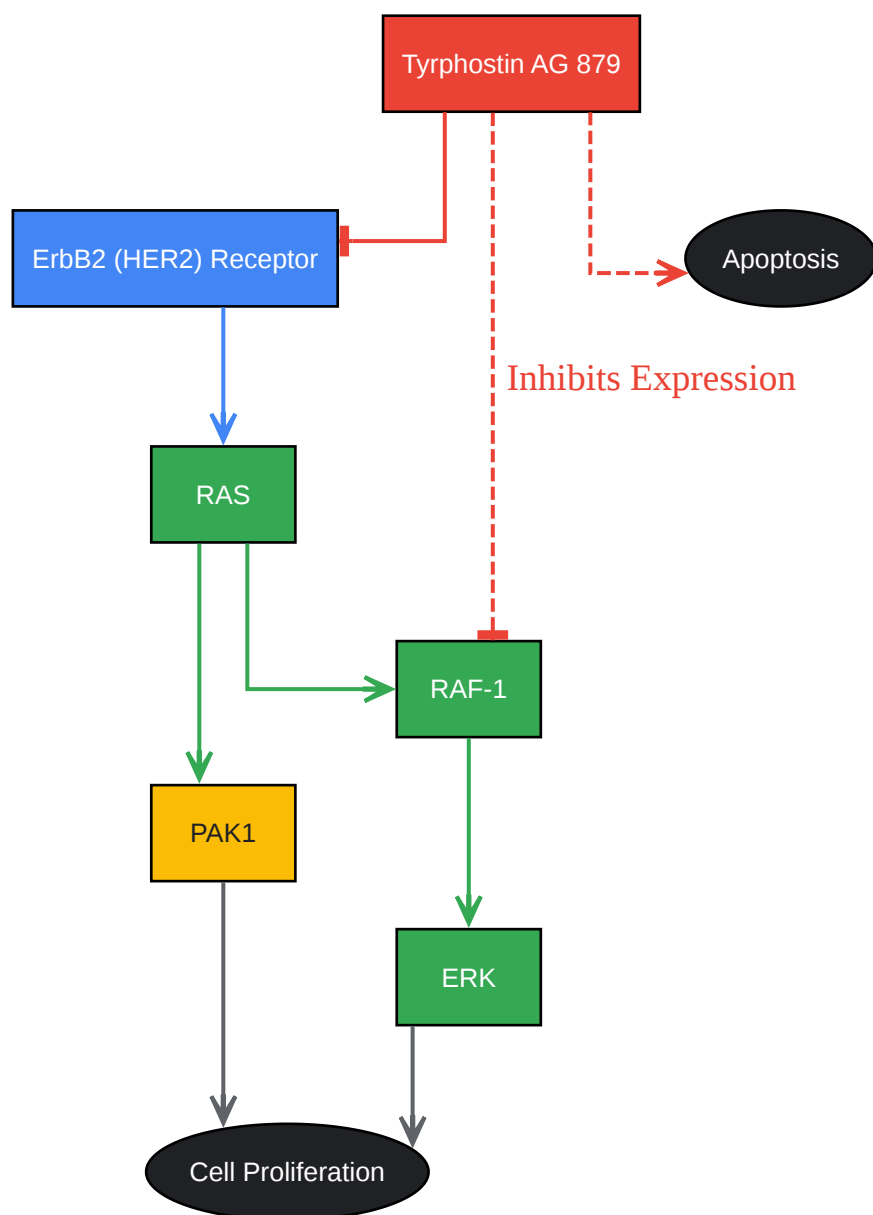 Tyrphostin AG 879
ErbB2 (HER2) Receptor
Apoptosis
Inhibits Expression
RAS
RAF-1
PAK1
ERK
Cell Proliferation